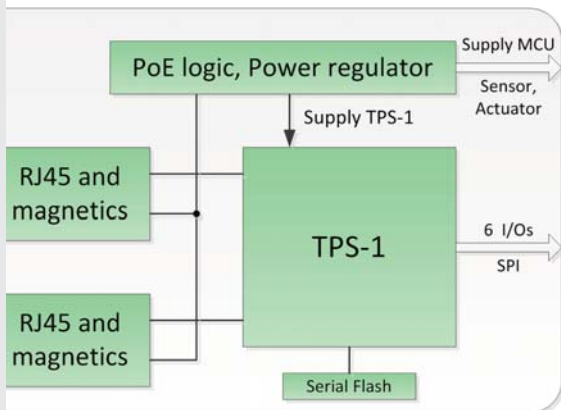 PoE logic, Power regulator
Supply MCU
Sensor,
Actuator
Supply TPS-1
RJ45 and
magnetics
TPS-1
6 I/Os
SPI
RJ45 and
magnetics
Serial Flash